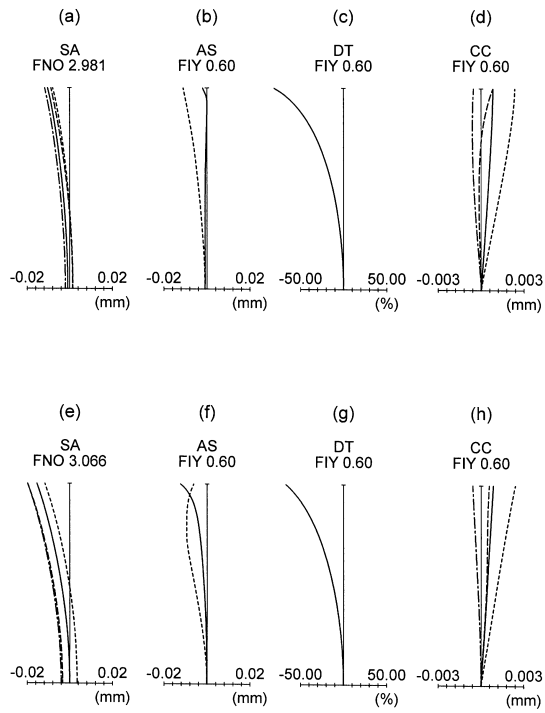 (a) (b) (c) (d)
SA AS DT CC
FNO 2.981 FIY 0.60 FIY 0.60 FIY 0.60
-0.02 0.02 -0.02 0.02 -50.00 50.00 -0.003 0.003
(mm) (mm) (%) (mm)
(e) (f) (g) (h)
SA AS DT CC
FNO 3.066 FIY 0.60 FIY 0.60 FIY 0.60
-0.02 0.02 -0.02 0.02 -50.00 50.00 -0.003 0.003
(mm) (mm) (%) (mm)